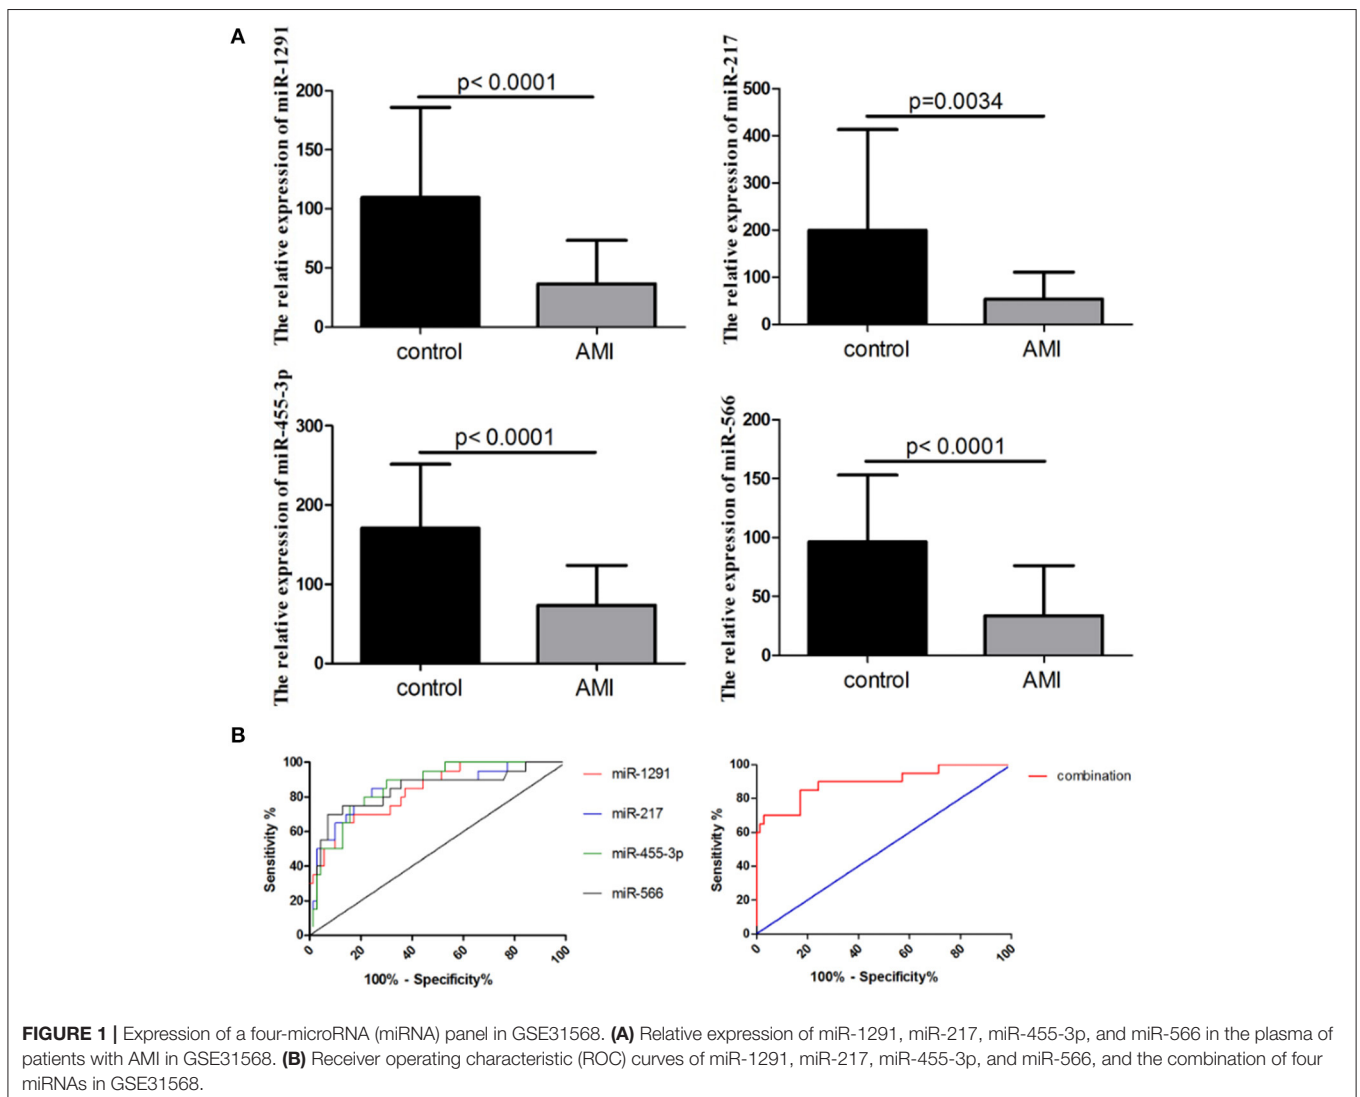 A
The relative expression of miR-1291
200
150
100
50
0
p< 0.0001
control
AMI
The relative expression of miR-217
500
400
300
200
100
0
p=0.0034
control
AMI
The relative expression of miR-455-3p
300
200
100
0
p< 0.0001
control
AMI
The relative expression of miR-566
200
150
100
50
0
p< 0.0001
control
AMI
B
Sensitivity %
100
80
60
40
20
0
0 20 40 60 80 100
100% - Specificity%
miR-1291
miR-217
miR-455-3p
miR-566
Sensitivity %
100
80
60
40
20
0
0 20 40 60 80 100
100% - Specificity%
combination
FIGURE 1 | Expression of a four-microRNA (miRNA) panel in GSE31568. (A) Relative expression of miR-1291, miR-217, miR-455-3p, and miR-566 in the plasma of
patients with AMI in GSE31568. (B) Receiver operating characteristic (ROC) curves of miR-1291, miR-217, miR-455-3p, and miR-566, and the combination of four
miRNAs in GSE31568.